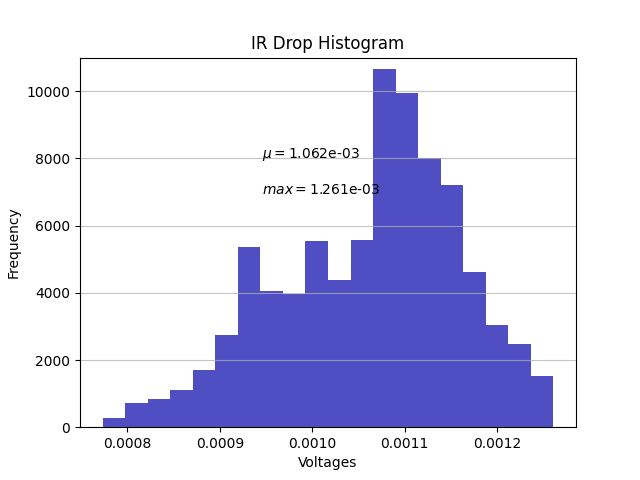 IR Drop Histogram
10000
8000
6000
4000
2000
0
Frequency
μ = 1.062e-03
max = 1.261e-03
0.0008 0.0009 0.0010 0.0011 0.0012
Voltages